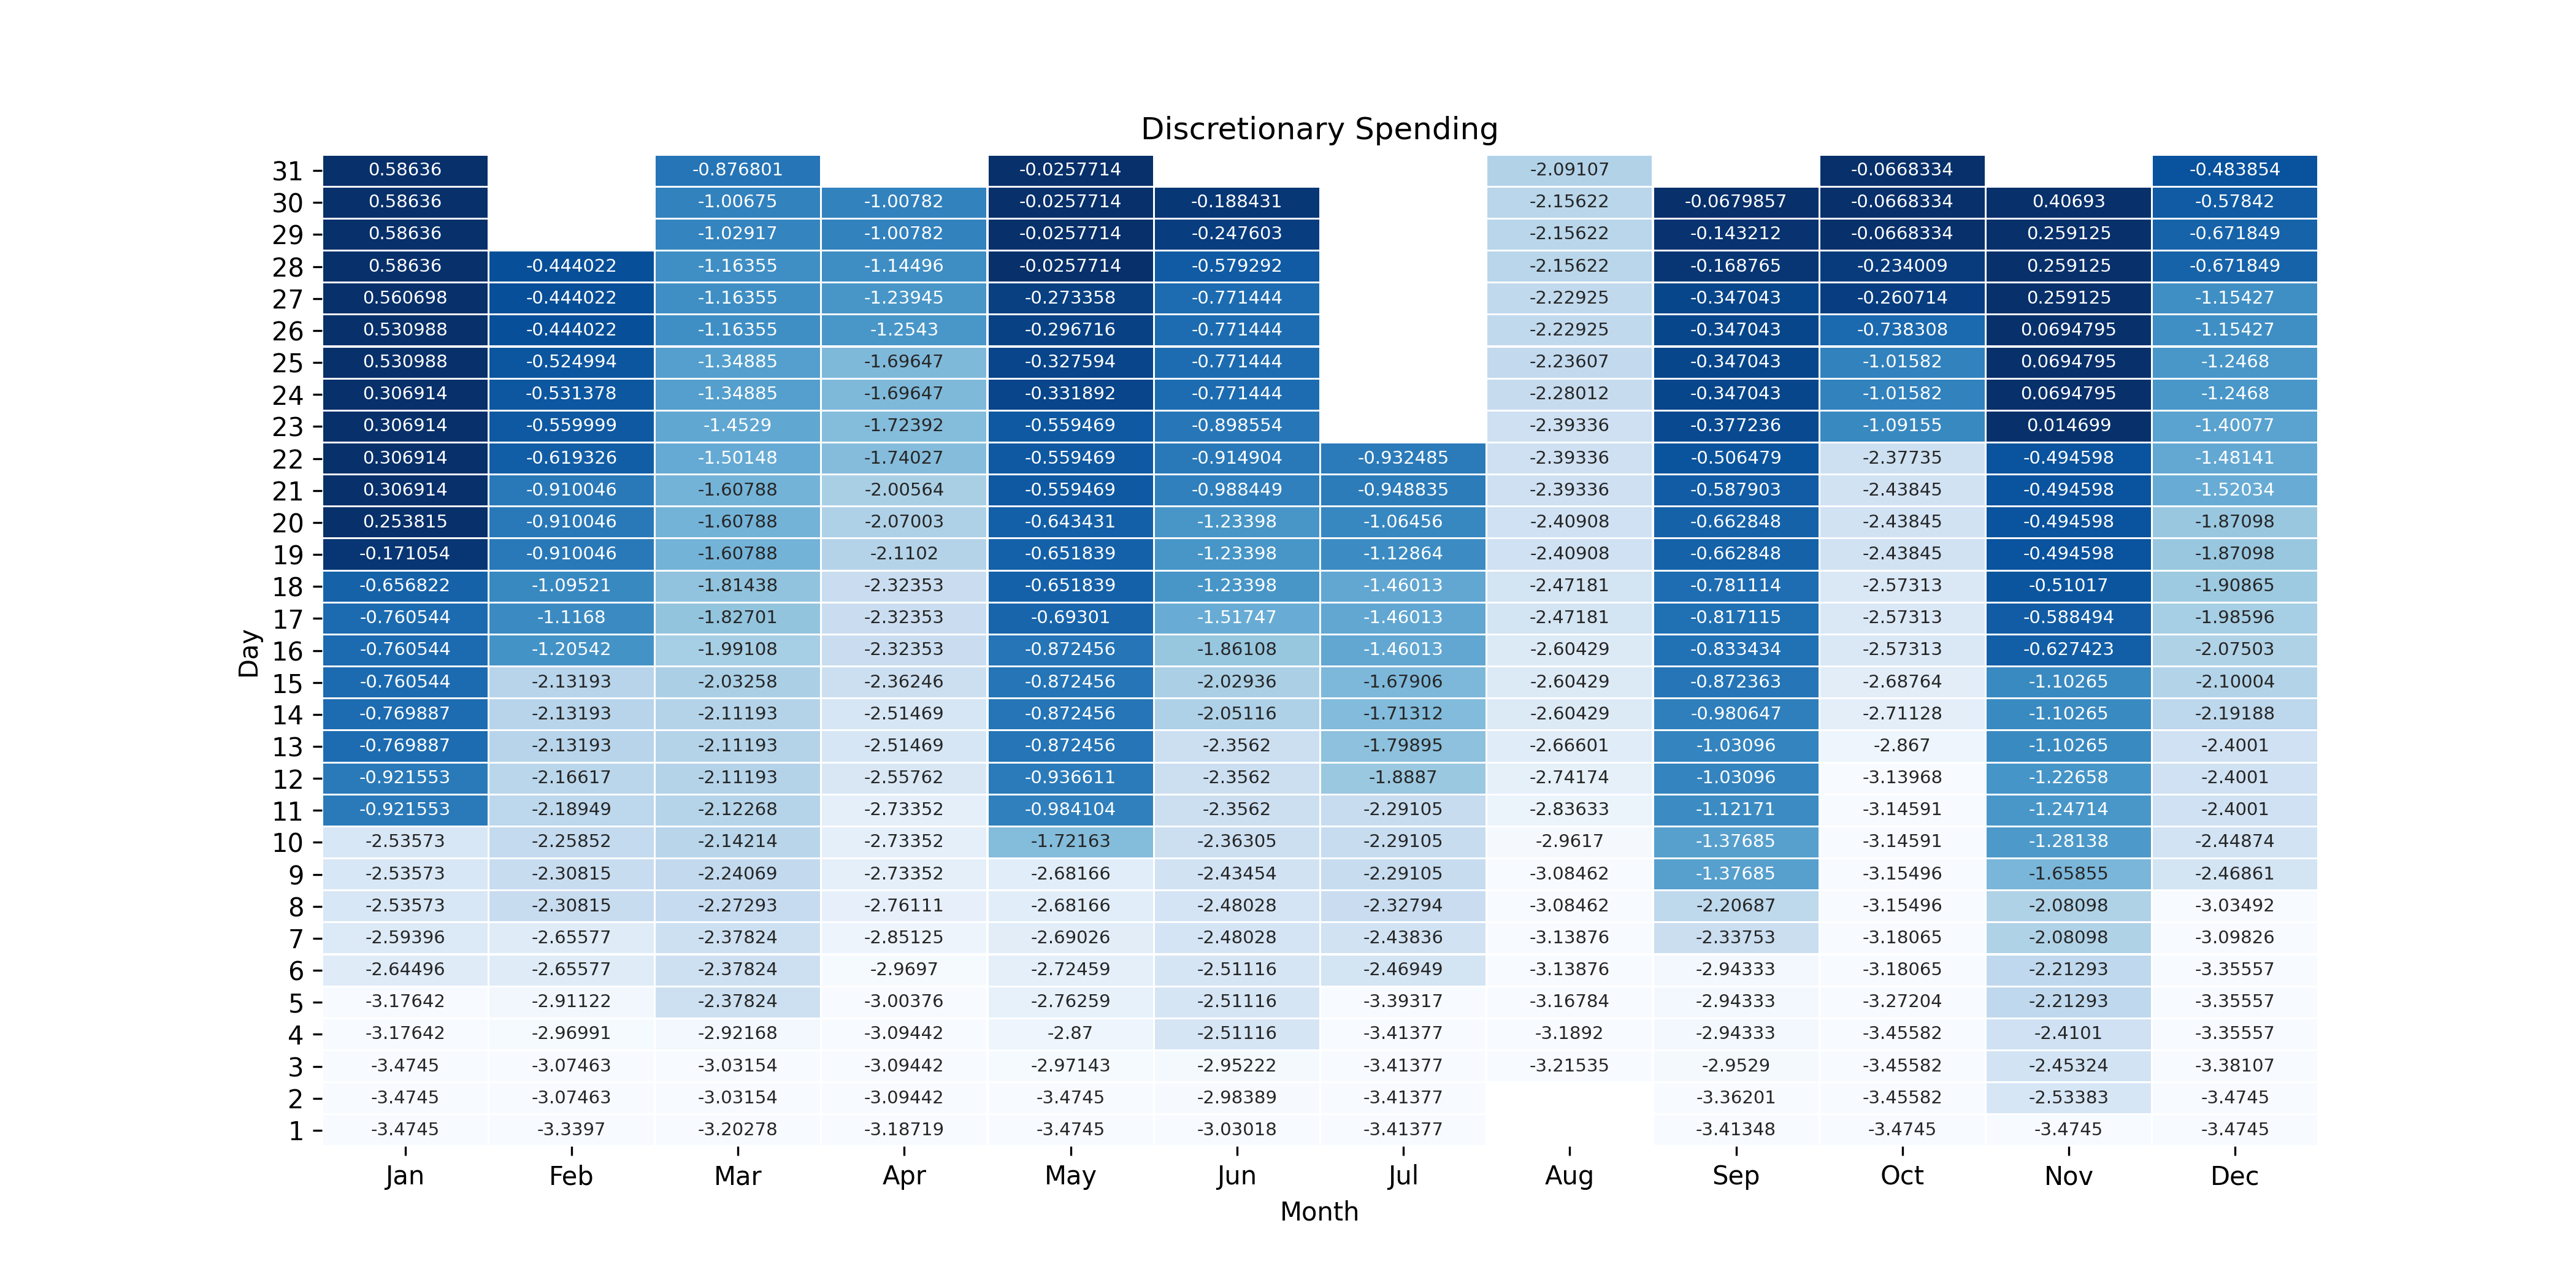 Discretionary Spending
31 0.58636 -0.876801 -0.0257714 -2.09107 -0.0668334 -0.483854
30 0.58636 -1.00675 -1.00782 -0.0257714 -0.188431 -2.15622 -0.0679857 -0.0668334 0.40693 -0.57842
29 0.58636 -1.02917 -1.00782 -0.0257714 -0.247603 -2.15622 -0.143212 -0.0668334 0.259125 -0.671849
28 0.58636 -0.444022 -1.16355 -1.14496 -0.0257714 -0.579292 -2.15622 -0.168765 -0.234009 0.259125 -0.671849
27 0.560698 -0.444022 -1.16355 -1.23945 -0.273358 -0.771444 -2.22925 -0.347043 -0.260714 0.259125 -1.15427
26 0.530988 -0.444022 -1.16355 -1.2543 -0.296716 -0.771444 -2.22925 -0.347043 -0.738308 0.0694795 -1.15427
25 0.530988 -0.524994 -1.34885 -1.69647 -0.327594 -0.771444 -2.23607 -0.347043 -1.01582 0.0694795 -1.2468
24 0.306914 -0.531378 -1.34885 -1.69647 -0.331892 -0.771444 -2.28012 -0.347043 -1.01582 0.0694795 -1.2468
23 0.306914 -0.559999 -1.4529 -1.72392 -0.559469 -0.898554 -2.39336 -0.377236 -1.09155 0.014699 -1.40077
22 0.306914 -0.619326 -1.50148 -1.74027 -0.559469 -0.914904 -0.932485 -2.39336 -0.506479 -2.37735 -0.494598 -1.48141
21 0.306914 -0.910046 -1.60788 -2.00564 -0.559469 -0.988449 -0.948835 -2.39336 -0.587903 -2.43845 -0.494598 -1.52034
20 0.253815 -0.910046 -1.60788 -2.07003 -0.643431 -1.23398 -1.06456 -2.40908 -0.662848 -2.43845 -0.494598 -1.87098
19 -0.171054 -0.910046 -1.60788 -2.1102 -0.651839 -1.23398 -1.12864 -2.40908 -0.662848 -2.43845 -0.494598 -1.87098
18 -0.656822 -1.09521 -1.81438 -2.32353 -0.651839 -1.23398 -1.46013 -2.47181 -0.781114 -2.57313 -0.51017 -1.90865
17 -0.760544 -1.1168 -1.82701 -2.32353 -0.69301 -1.51747 -1.46013 -2.47181 -0.817115 -2.57313 -0.588494 -1.98596
16 -0.760544 -1.20542 -1.99108 -2.32353 -0.872456 -1.86108 -1.46013 -2.60429 -0.833434 -2.57313 -0.627423 -2.07503
15 -0.760544 -2.13193 -2.03258 -2.36246 -0.872456 -2.02936 -1.67906 -2.60429 -0.872363 -2.68764 -1.10265 -2.10004
14 -0.769887 -2.13193 -2.11193 -2.51469 -0.872456 -2.05116 -1.71312 -2.60429 -0.980647 -2.71128 -1.10265 -2.19188
13 -0.769887 -2.13193 -2.11193 -2.51469 -0.872456 -2.3562 -1.79895 -2.66601 -1.03096 -2.867 -1.10265 -2.4001
12 -0.921553 -2.16617 -2.11193 -2.55762 -0.936611 -2.3562 -1.8887 -2.74174 -1.03096 -3.13968 -1.22658 -2.4001
11 -0.921553 -2.18949 -2.12268 -2.73352 -0.984104 -2.3562 -2.29105 -2.83633 -1.12171 -3.14591 -1.24714 -2.4001
10 -2.53573 -2.25852 -2.14214 -2.73352 -1.72163 -2.36305 -2.29105 -2.9617 -1.37685 -3.14591 -1.28138 -2.44874
9 -2.53573 -2.30815 -2.24069 -2.73352 -2.68166 -2.43454 -2.29105 -3.08462 -1.37685 -3.15496 -1.65855 -2.46861
8 -2.53573 -2.30815 -2.27293 -2.76111 -2.68166 -2.48028 -2.32794 -3.08462 -2.20687 -3.15496 -2.08098 -3.03492
7 -2.59396 -2.65577 -2.37824 -2.85125 -2.69026 -2.48028 -2.43836 -3.13876 -2.33753 -3.18065 -2.08098 -3.09826
6 -2.64496 -2.65577 -2.37824 -2.9697 -2.72459 -2.51116 -2.46949 -3.13876 -2.94333 -3.18065 -2.21293 -3.35557
5 -3.17642 -2.91122 -2.37824 -3.00376 -2.76259 -2.51116 -3.39317 -3.16784 -2.94333 -3.27204 -2.21293 -3.35557
4 -3.17642 -2.96991 -2.92168 -3.09442 -2.87 -2.51116 -3.41377 -3.1892 -2.94333 -3.45582 -2.4101 -3.35557
3 -3.4745 -3.07463 -3.03154 -3.09442 -2.97143 -2.95222 -3.41377 -3.21535 -2.9529 -3.45582 -2.45324 -3.38107
2 -3.4745 -3.07463 -3.03154 -3.09442 -3.4745 -2.98389 -3.41377 -3.36201 -3.45582 -2.53383 -3.4745
1 -3.4745 -3.3397 -3.20278 -3.18719 -3.4745 -3.03018 -3.41377 -3.41348 -3.4745 -3.4745 -3.4745
Day
Jan Feb Mar Apr May Jun Jul Aug Sep Oct Nov Dec
Month